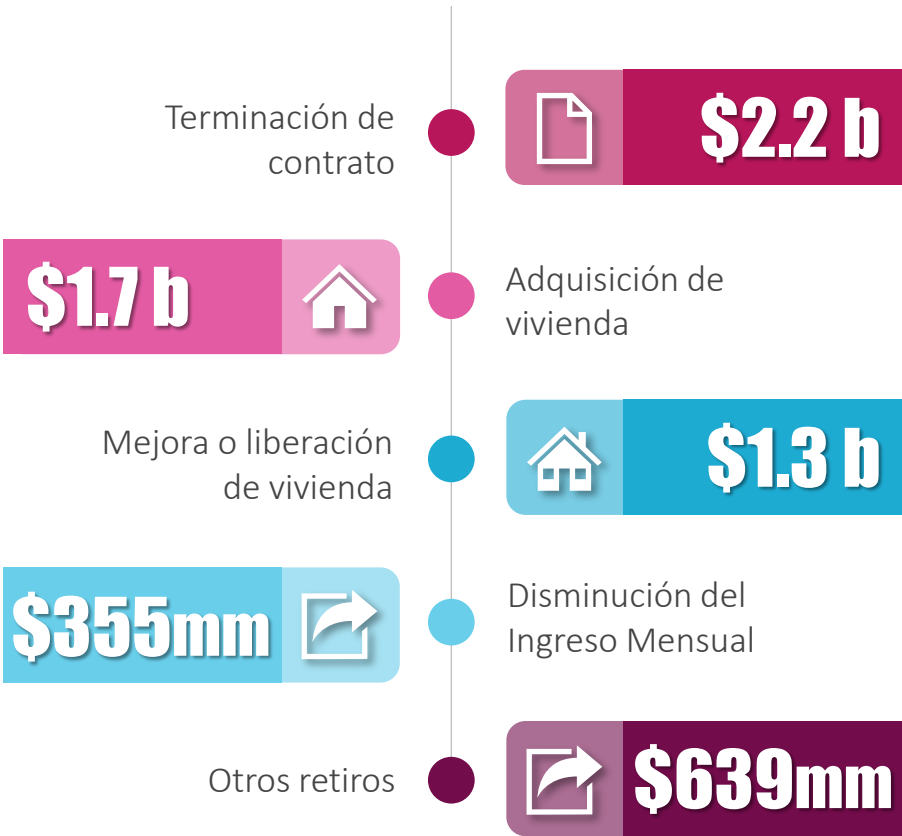 Terminación de
contrato
$2.2 b
$1.7 b
Adquisición de
vivienda
Mejora o liberación
de vivienda
$1.3 b
$355mm
Disminución del
Ingreso Mensual
Otros retiros
$639mm